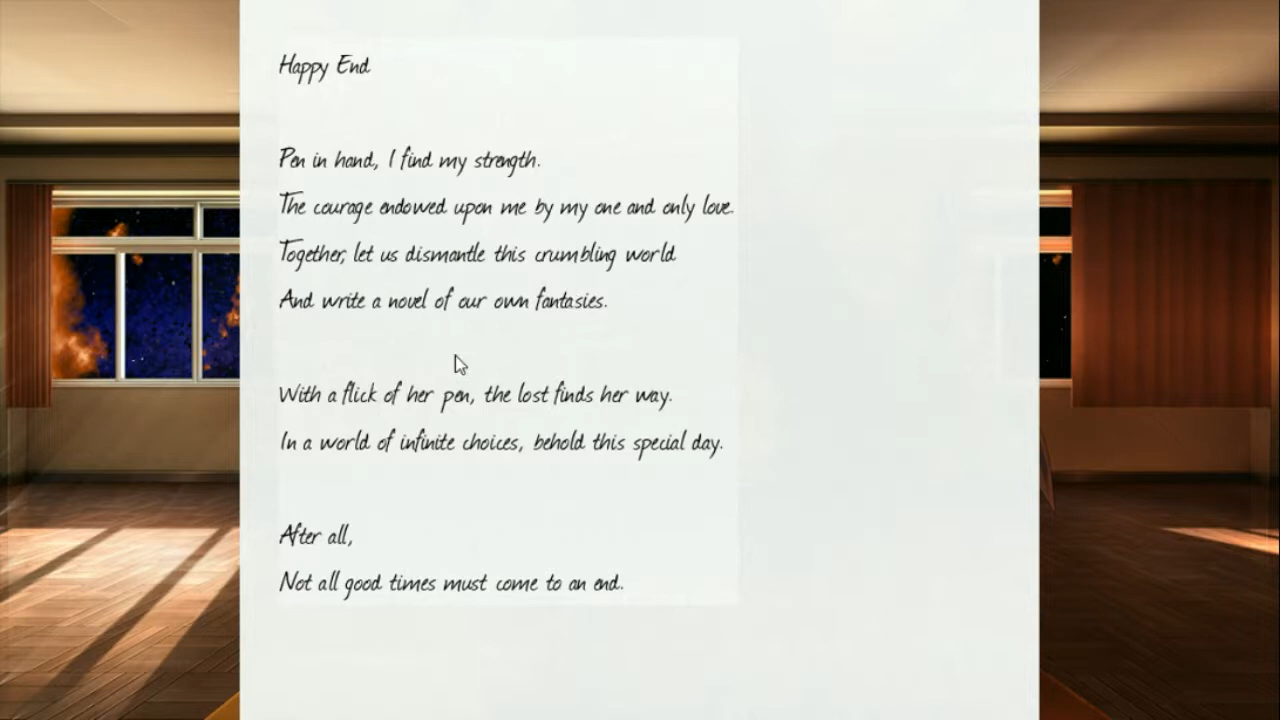 Happy End
Pen in hand, I find my strength.
The courage endowed upon me by my one and only love.
Together, let us dismantle this crumbling world
And write a novel of our own fantasies.
With a flick of her pen, the lost finds her way.
In a world of infinite choices, behold this special day.
After all,
Not all good times must come to an end.